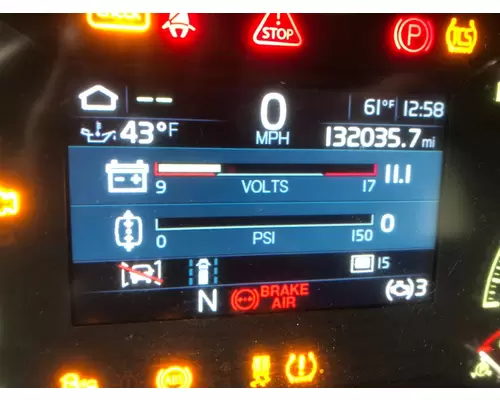 STOP
P
0
61°F 12:58
43°F
MPH
132035.7 mi
9 VOLTS 17
11.1
0 PSI 150
0
15
N
BRAKE
AIR
3
ABS